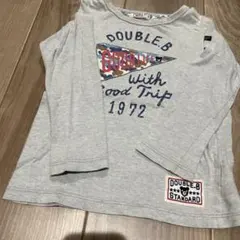 DOUBLE.B
With
Good Trip
1972
DOUBLE.B
STANDARD